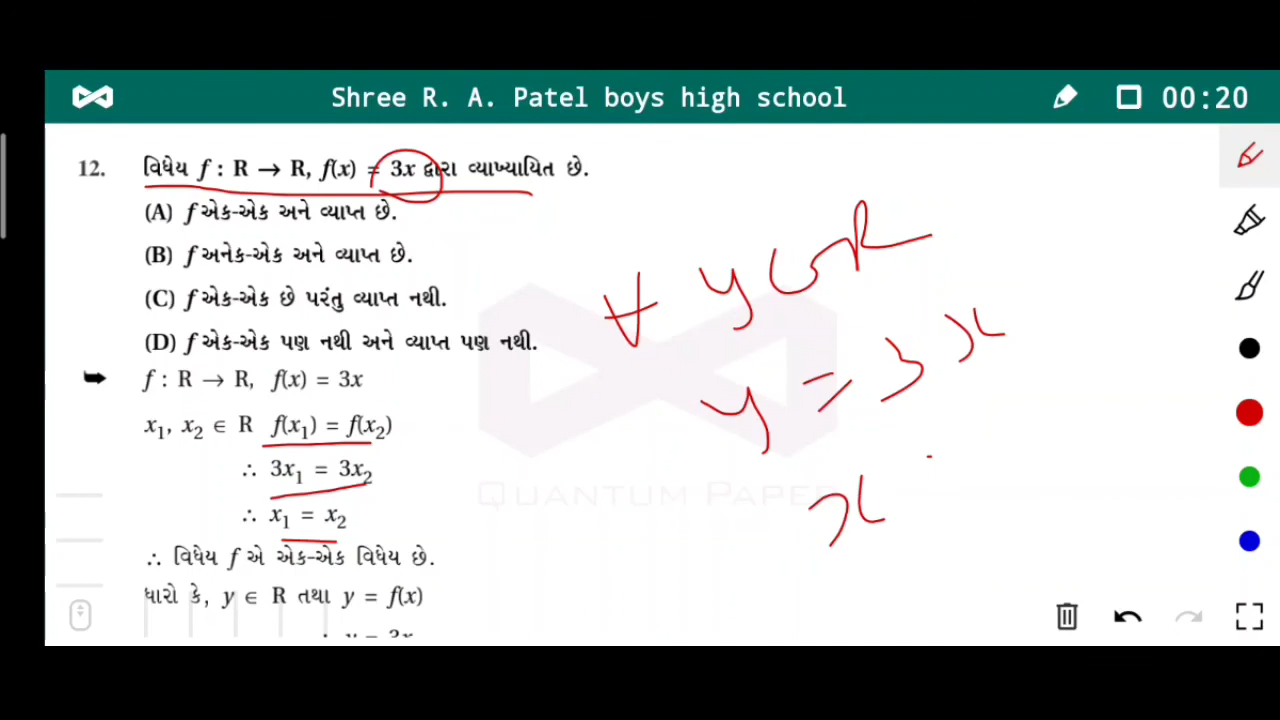 Shree R. A. Patel boys high school
00:20
12. વિધેય f : R → R, f(x) = 3x દ્વારા વ્યાખ્યાયિત છે.
(A) f એક-એક અને વ્યાપ્ત છે.
(B) f અનેક-એક અને વ્યાપ્ત છે.
(C) f એક-એક છે પરંતુ વ્યાપ્ત નથી.
(D) f એક-એક પણ નથી અને વ્યાપ્ત પણ નથી.
∀ y ∈ R
y = 3x
x
➥ f : R → R, f(x) = 3x
x₁, x₂ ∈ R f(x₁) = f(x₂)
∴ 3x₁ = 3x₂
∴ x₁ = x₂
∴ વિધેય f એ એક-એક વિધેય છે.
ધારો કે, y ∈ R તથા y = f(x)
QUANTUM PAPER